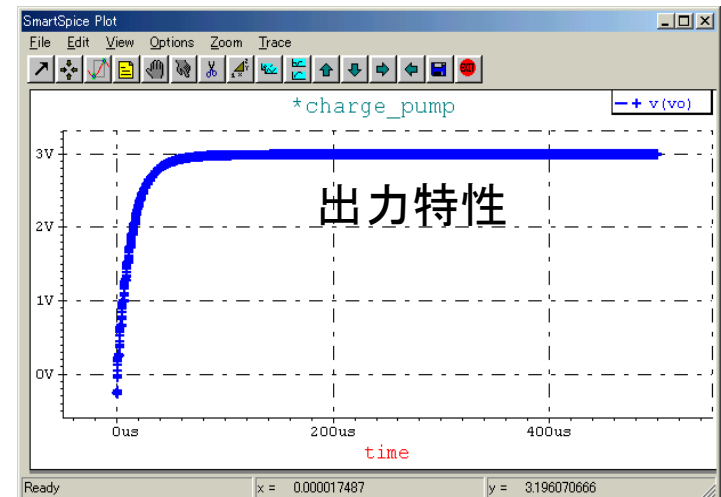 SmartSpice Plot
File Edit View Options Zoom Trace
*charge_pump
v(vo)
3V
出力特性
2V
1V
0V
0us 200us 400us
time
Ready x = 0.000017487 y = 3.196070666